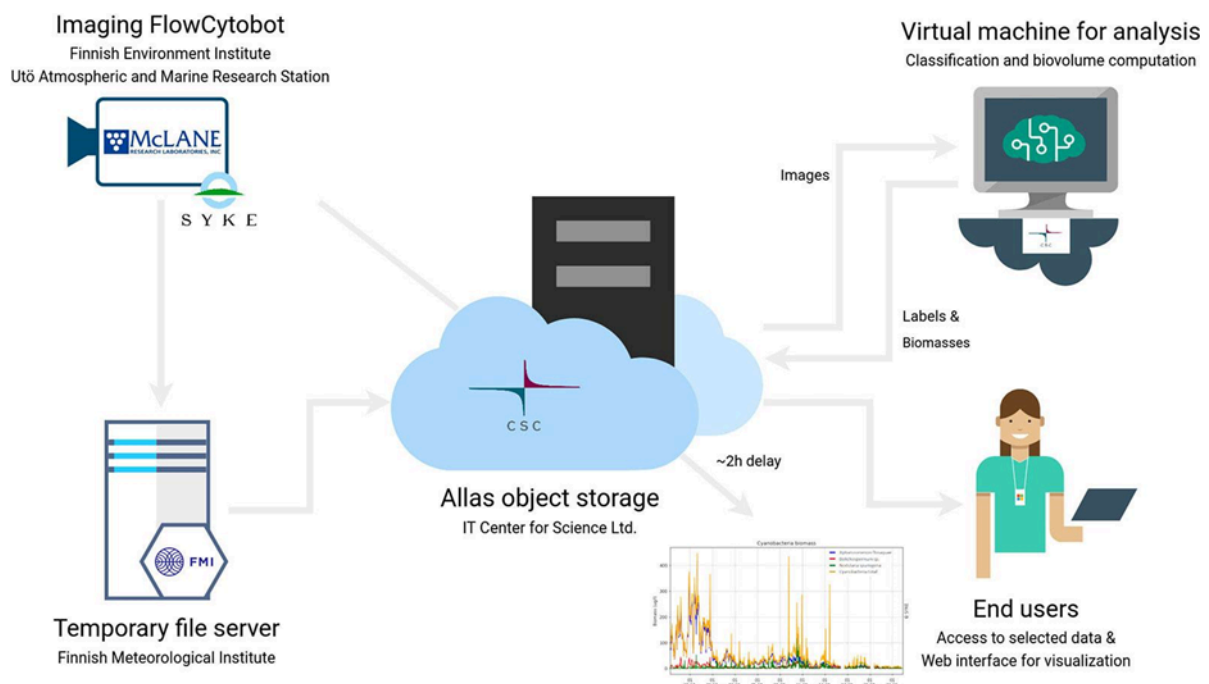 Imaging FlowCytobot
Finnish Environment Institute
Utö Atmospheric and Marine Research Station
McLANE
RESEARCH LABORATORIES, INC
SYKE
Virtual machine for analysis
Classification and biovolume computation
CSC
Images
Labels &
Biomasses
CSC
~2h delay
Allas object storage
IT Center for Science Ltd.
FMI
Temporary file server
Finnish Meteorological Institute
Cyanobacteria biomass
End users
Access to selected data &
Web interface for visualization